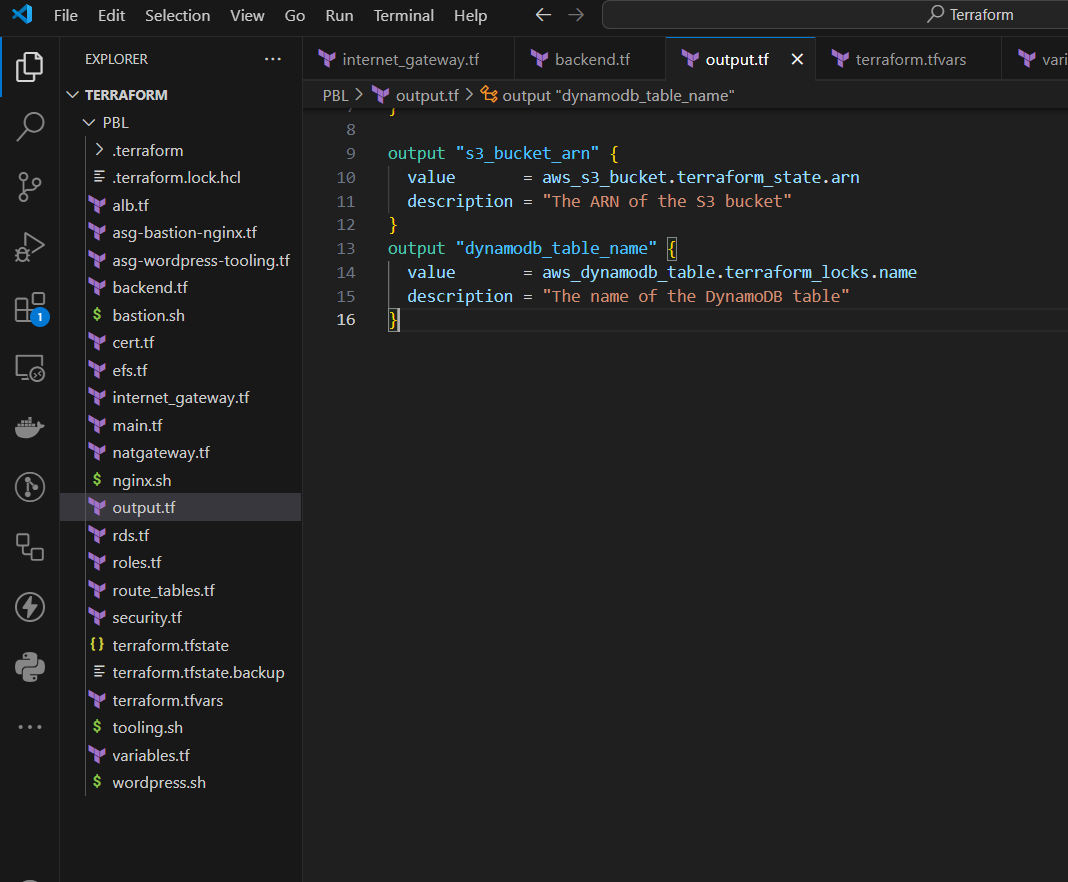 File Edit Selection View Go Run Terminal Help Terraform
EXPLORER
internet_gateway.tf backend.tf output.tf terraform.tfvars
TERRAFORM
PBL > output.tf > output "dynamodb_table_name"
PBL
.terraform
.terraform.lock.hcl
alb.tf
asg-bastion-nginx.tf
asg-wordpress-tooling.tf
backend.tf
$ bastion.sh
cert.tf
efs.tf
internet_gateway.tf
main.tf
natgateway.tf
$ nginx.sh
output.tf
rds.tf
roles.tf
route_tables.tf
security.tf
{} terraform.tfstate
terraform.tfstate.backup
terraform.tfvars
$ tooling.sh
variables.tf
$ wordpress.sh
1
8
9 output "s3_bucket_arn" {
10 value = aws_s3_bucket.terraform_state.arn
11 description = "The ARN of the S3 bucket"
12 }
13 output "dynamodb_table_name" {
14 value = aws_dynamodb_table.terraform_locks.name
15 description = "The name of the DynamoDB table"
16 }